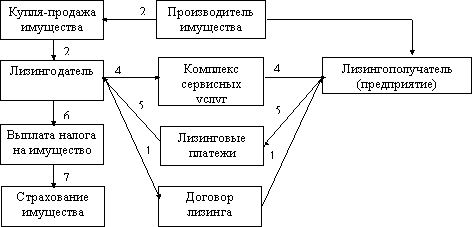 Купля-продажа
имущества
2
Производитель
имущества
2
Лизингодатель
4
Комплекс
сервисных
услуг
4
Лизингополучатель
(предприятие)
6
5
5
Выплата налога
на имущество
1
Лизинговые
платежи
1
7
Страхование
имущества
Договор
лизинга